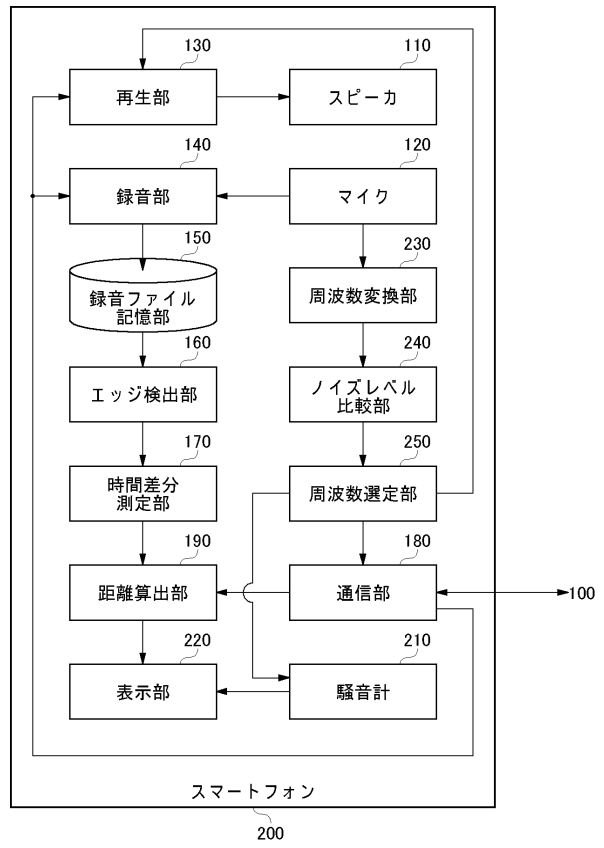 130
再生部
110
スピーカ
140
録音部
120
マイク
150
録音ファイル
記憶部
230
周波数変換部
160
エッジ検出部
240
ノイズレベル
比較部
170
時間差分
測定部
250
周波数選定部
190
距離算出部
180
通信部
100
220
表示部
210
騒音計
スマートフォン
200